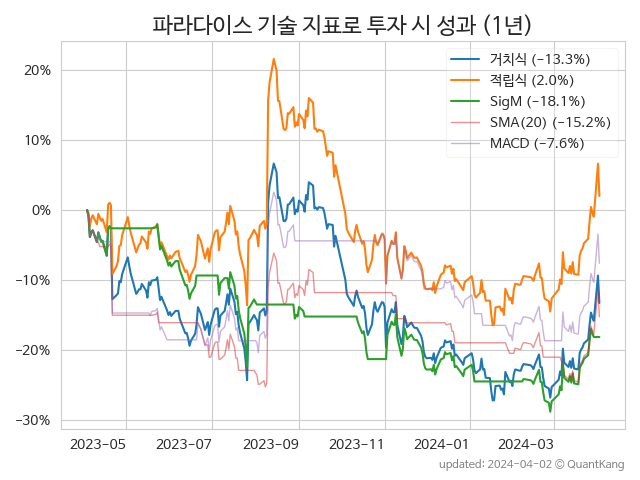 파라다이스 기술 지표로 투자 시 성과 (1년)
거치식 (−13.3%)
적립식 (2.0%)
SigM (−18.1%)
SMA(20) (−15.2%)
MACD (−7.6%)
20%
10%
0%
−10%
−20%
−30%
2023-05 2023-07 2023-09 2023-11 2024-01 2024-03
updated: 2024-04-02 © QuantKang